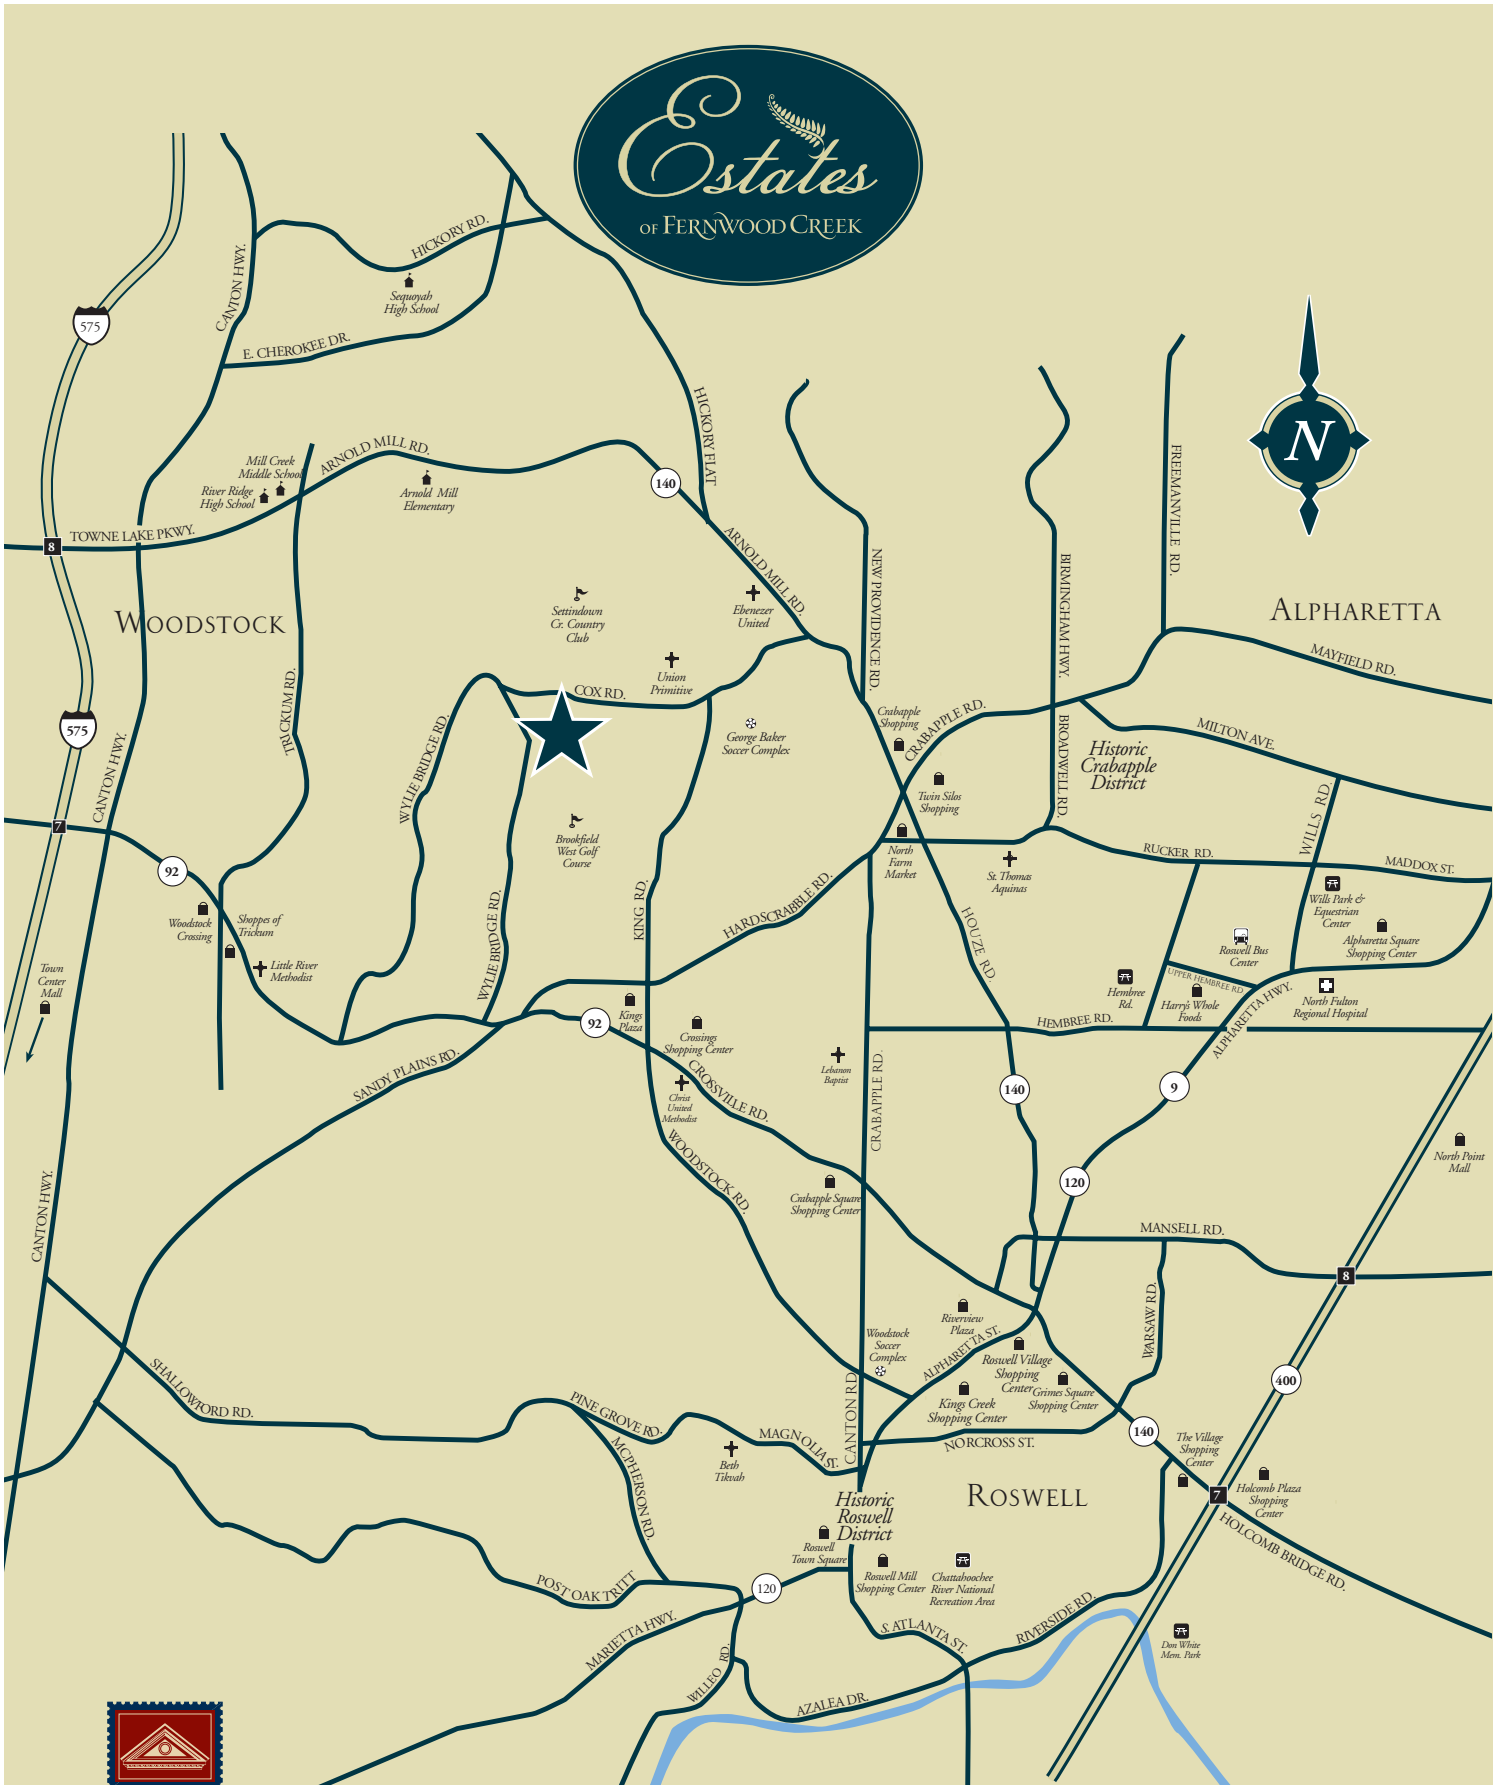 Estates
OF FERNWOOD CREEK
HICKORY RD.
Sequoyah
High School
CANTON HWY.
575
E. CHEROKEE DR.
N
HICKORY FLAT
ARNOLD MILL RD.
Mill Creek
Middle School
River Ridge
High School
Arnold Mill
Elementary
140
FREEMANVILLE RD.
TOWNE LAKE PKWY.
8
ARNOLD MILL RD.
NEW PROVIDENCE RD.
BIRMINGHAM HWY.
WOODSTOCK
Settindown
Cr. Country
Club
Ebenezer
United
ALPHARETTA
MAYFIELD RD.
Union
Primitive
COX RD.
TRICKUM RD.
WYLIE BRIDGE RD.
575
CANTON HWY.
George Baker
Soccer Complex
Crabapple
Shopping
CRABAPPLE RD.
BROADWELL RD.
Historic
Crabapple
District
MILTON AVE.
Twin Silos
Shopping
WILLS RD.
7
Brookfield
West Golf
Course
North
Farm
Market
St. Thomas
Aquinas
RUCKER RD.
MADDOX ST.
92
Woodstock
Crossing
Shoppes of
Trickum
Little River
Methodist
WYLIE BRIDGE RD.
KING RD.
HARDSCRABBLE RD.
HOUZE RD.
Wills Park &
Equestrian
Center
Alpharetta Square
Shopping Center
Roswell Bus
Center
UPPER HEMBREE RD.
Hembree
Rd.
Harry's Whole
Foods
ALPHARETTA HWY.
North Fulton
Regional Hospital
Town
Center
Mall
92
Kings
Plaza
Crossings
Shopping Center
HEMBREE RD.
SANDY PLAINS RD.
CROSSVILLE RD.
Christ
United
Methodist
Lebanon
Baptist
CRABAPPLE RD.
140
9
WOODSTOCK RD.
North Point
Mall
120
Crabapple Square
Shopping Center
CANTON HWY.
MANSELL RD.
8
WARSAW RD.
Riverview
Plaza
Woodstock
Soccer
Complex
ALPHARETTA ST.
Roswell Village
Shopping
Center
Grimes Square
Shopping Center
Kings Creek
Shopping Center
400
SHALLOWFORD RD.
PINE GROVE RD.
MAGNOLIA ST.
CANTON RD.
NORCROSS ST.
140
MCPHERSON RD.
Beth
Tikvah
The Village
Shopping
Center
7
Holcomb Plaza
Shopping
Center
HOLCOMB BRIDGE RD.
Historic
Roswell
District
ROSWELL
Roswell
Town Square
Roswell Mill
Shopping Center
Chattahoochee
River National
Recreation Area
POST OAK TRITT
120
MARIETTA HWY.
S. ATLANTA ST.
RIVERSIDE RD.
Don White
Mem. Park
WILLEO RD.
AZALEA DR.